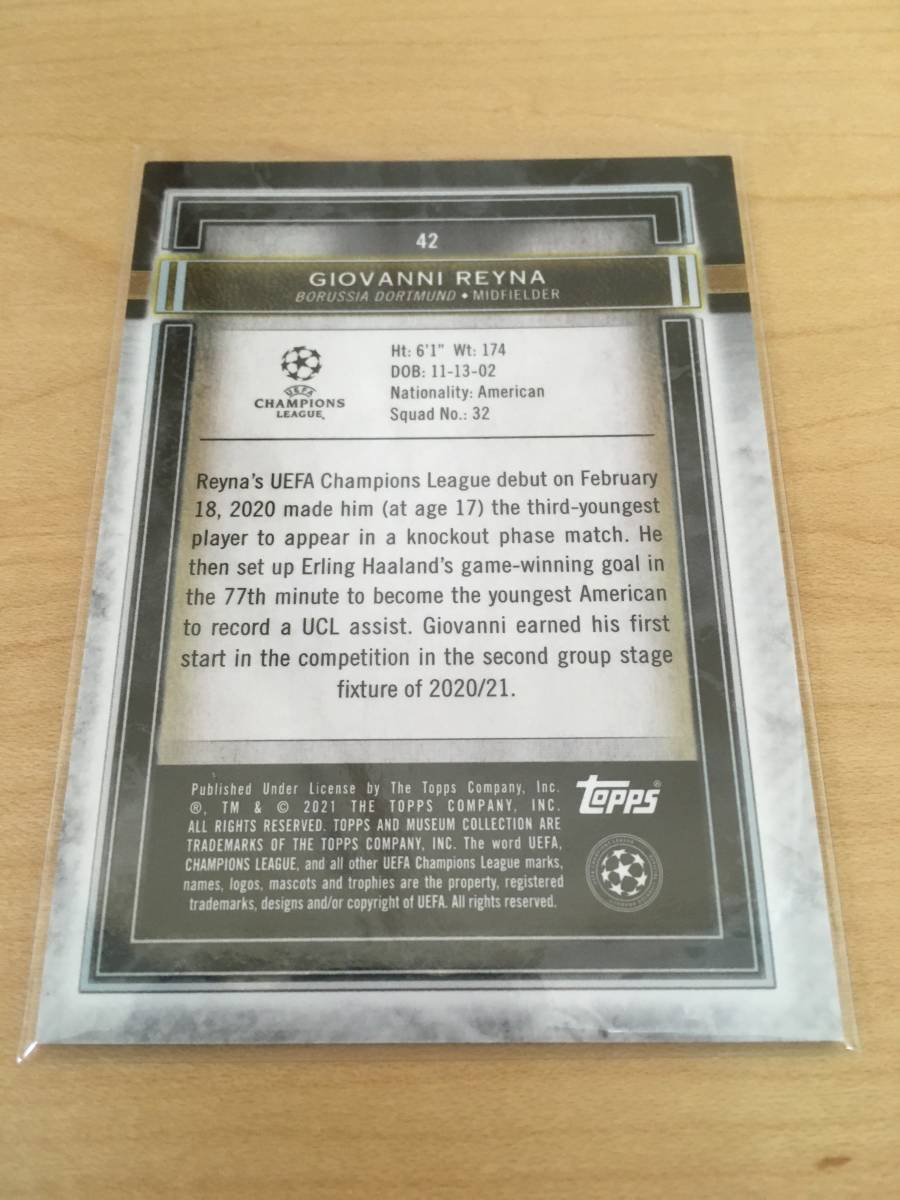 42
GIOVANNI REYNA
BORUSSIA DORTMUND • MIDFIELDER
UEFA
CHAMPIONS
LEAGUE
Ht: 6'1" Wt: 174
DOB: 11-13-02
Nationality: American
Squad No.: 32
Reyna's UEFA Champions League debut on February
18, 2020 made him (at age 17) the third-youngest
player to appear in a knockout phase match. He
then set up Erling Haaland's game-winning goal in
the 77th minute to become the youngest American
to record a UCL assist. Giovanni earned his first
start in the competition in the second group stage
fixture of 2020/21.
Published Under License by The Topps Company, Inc.
®, TM & © 2021 THE TOPPS COMPANY, INC.
ALL RIGHTS RESERVED. TOPPS AND MUSEUM COLLECTION ARE
TRADEMARKS OF THE TOPPS COMPANY, INC. The word UEFA,
CHAMPIONS LEAGUE, and all other UEFA Champions League marks,
names, logos, mascots and trophies are the property, registered
trademarks, designs and/or copyright of UEFA. All rights reserved.
topps®